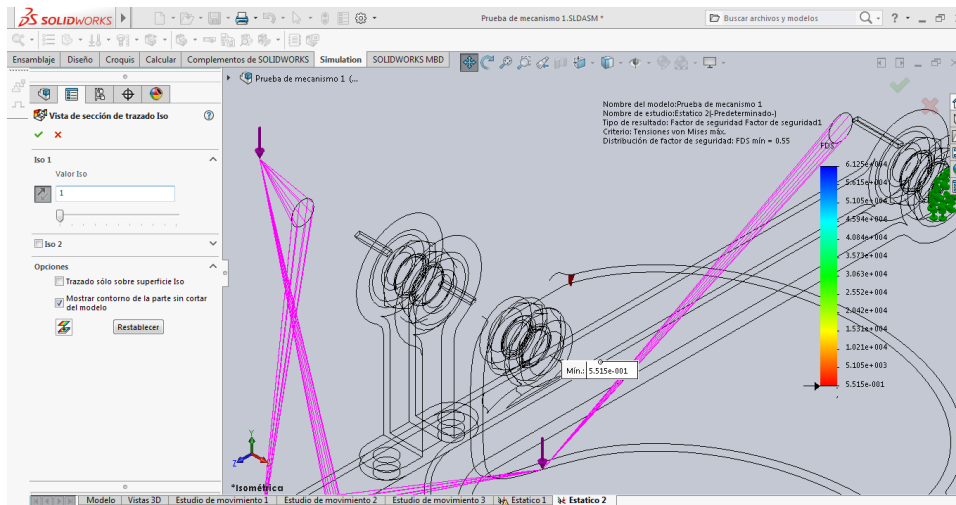 SOLIDWORKS
Prueba de mecanismo 1.SLDASM *
Buscar archivos y modelos
Ensamblaje Diseño Croquis Calcular Complementos de SOLIDWORKS Simulation SOLIDWORKS MBD
Prueba de mecanismo 1 (...
Vista de sección de trazado Iso
Iso 1
Valor Iso
1
Iso 2
Opciones
Trazado sólo sobre superficie Iso
Mostrar contorno de la parte sin cortar
del modelo
Restablecer
Nombre del modelo:Prueba de mecanismo 1
Nombre de estudio:Estatico 2(-Predeterminado-)
Tipo de resultado: Factor de seguridad Factor de seguridad1
Criterio: Tensiones von Mises máx.
Distribución de factor de seguridad: FDS mín = 0.55
FDS
6.125e+004
5.615e+004
5.105e+004
4.594e+004
4.084e+004
3.573e+004
3.063e+004
2.552e+004
2.042e+004
1.531e+004
1.021e+004
5.105e+003
5.515e-001
Mín.: 5.515e-001
Y
Z
*Isométrica
Modelo Vistas 3D Estudio de movimiento 1 Estudio de movimiento 2 Estudio de movimiento 3 Estatico 1 Estatico 2